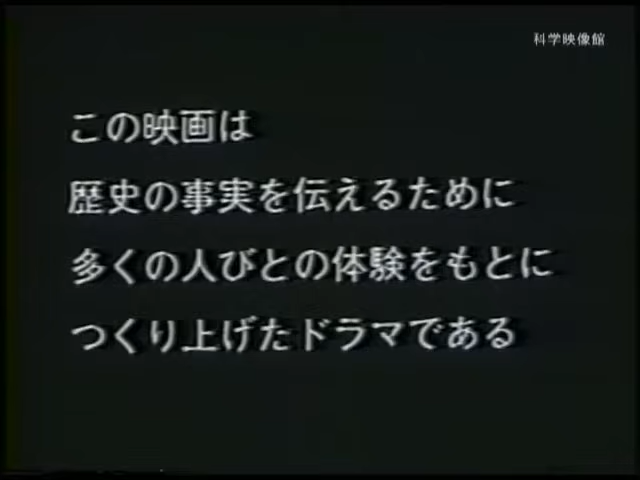 科学映像館
この映画は
歴史の事実を伝えるために
多くの人びとの体験をもとに
つくり上げたドラマである